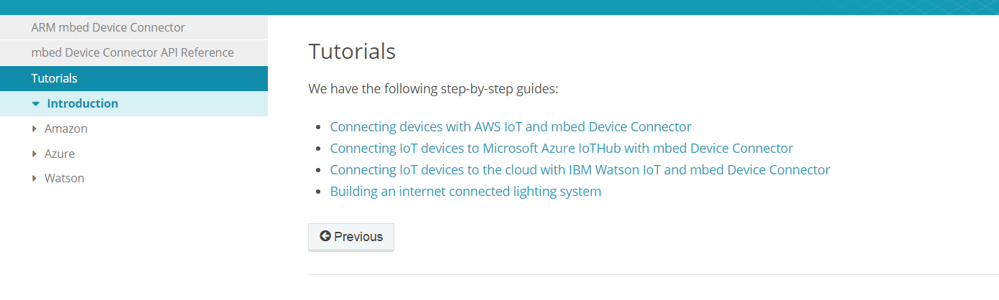 ARM mbed Device Connector
mbed Device Connector API Reference
Tutorials
Introduction
Amazon
Azure
Watson
Tutorials
We have the following step-by-step guides:
Connecting devices with AWS IoT and mbed Device Connector
Connecting IoT devices to Microsoft Azure IoTHub with mbed Device Connector
Connecting IoT devices to the cloud with IBM Watson IoT and mbed Device Connector
Building an internet connected lighting system
Previous